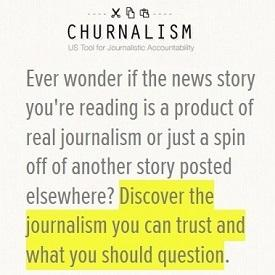 CHURNALISM
US Tool for Journalistic Accountability
Ever wonder if the news story
you're reading is a product of
real journalism or just a spin
off of another story posted
elsewhere? Discover the
journalism you can trust and
what you should question.